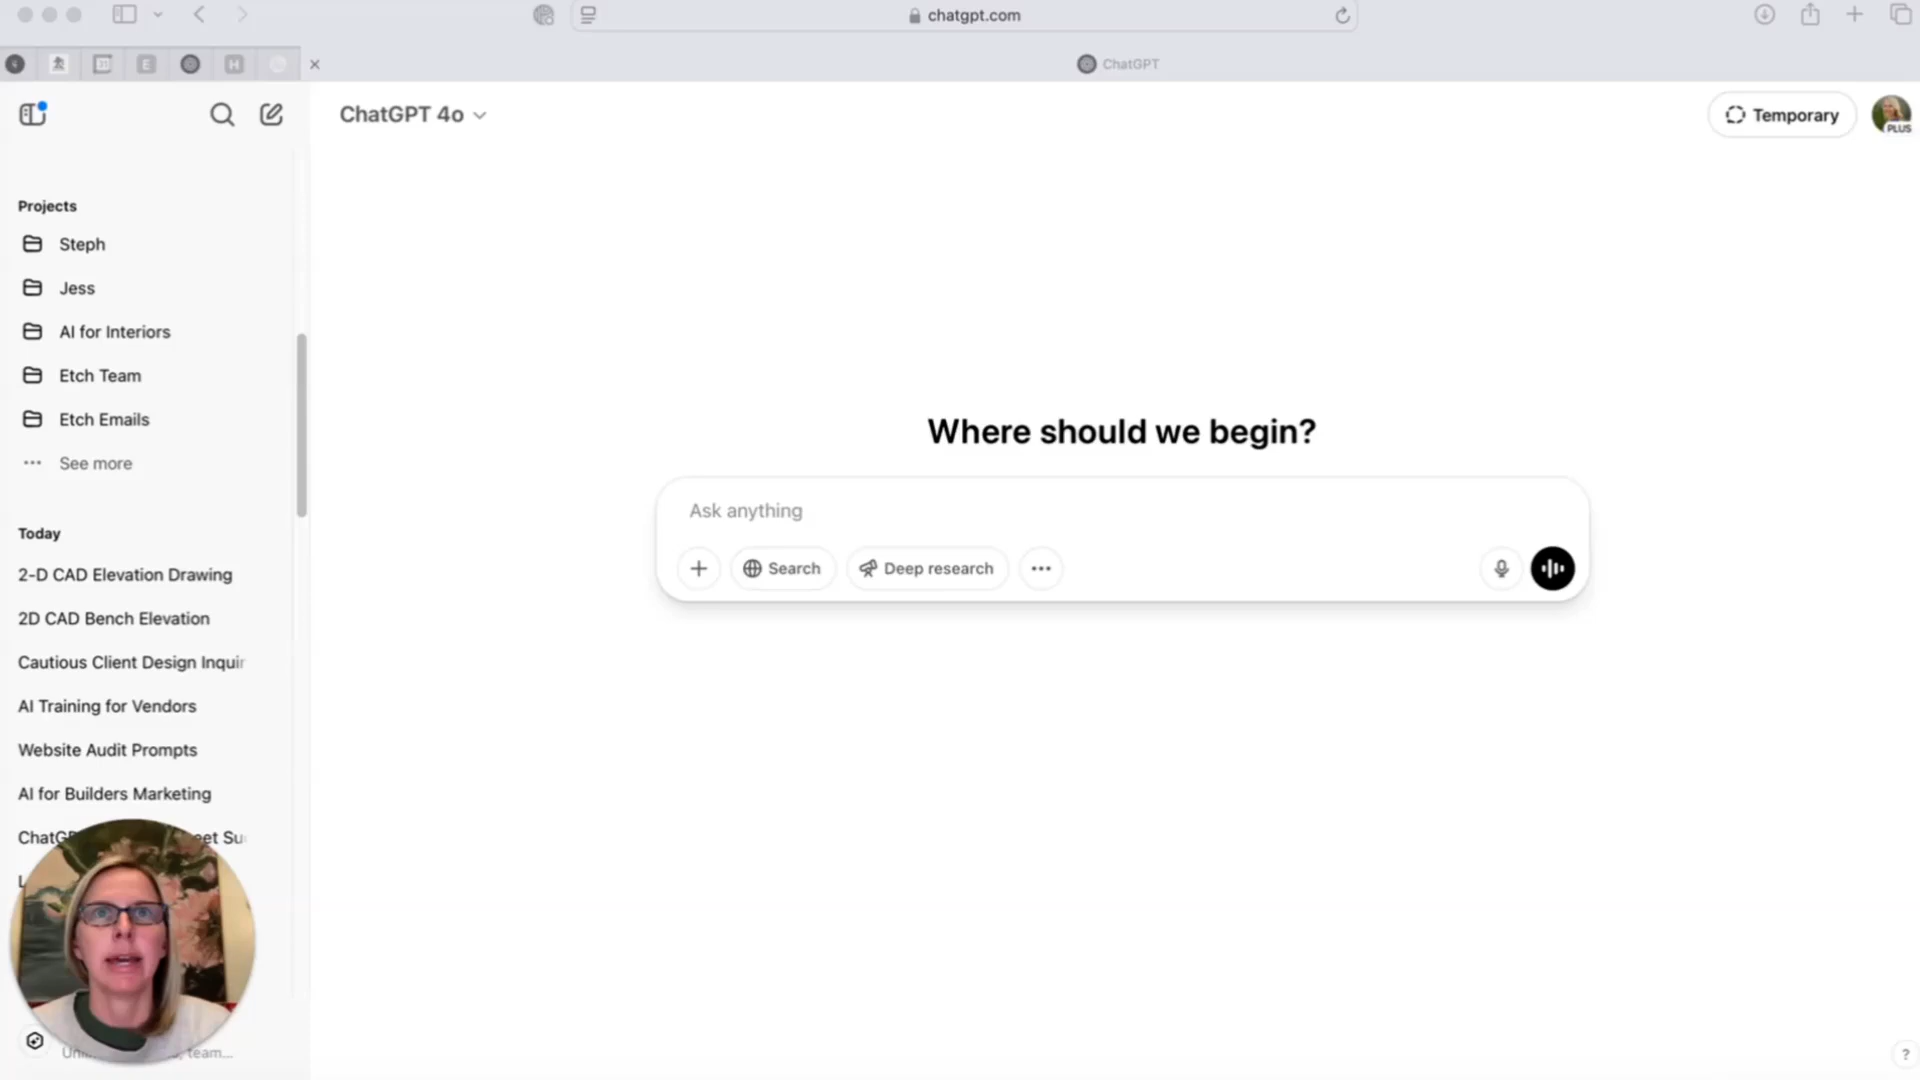 chatgpt.com
ChatGPT
ChatGPT 4o
Temporary
PLUS
Projects
Steph
Jess
AI for Interiors
Etch Team
Etch Emails
See more
Today
2-D CAD Elevation Drawing
2D CAD Bench Elevation
Cautious Client Design Inquir
AI Training for Vendors
Website Audit Prompts
AI for Builders Marketing
team...
Where should we begin?
Ask anything
Search
Deep research
?